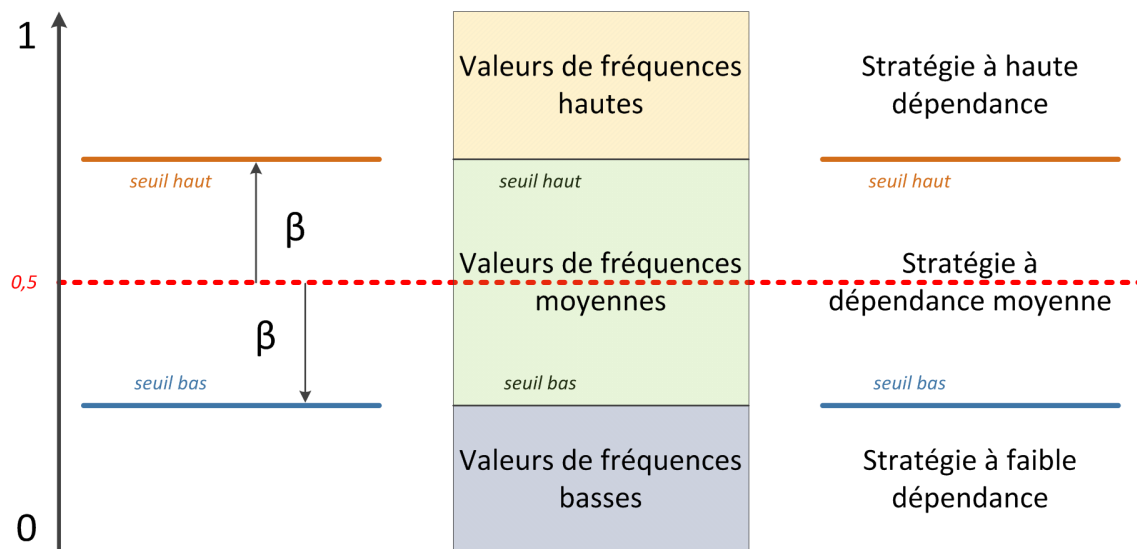 1
Valeurs de fréquences
hautes
Stratégie à haute
dépendance
seuil haut
seuil haut
seuil haut
β
0,5
Valeurs de fréquences
moyennes
Stratégie à
dépendance moyenne
β
seuil bas
seuil bas
seuil bas
Valeurs de fréquences
basses
Stratégie à faible
dépendance
0